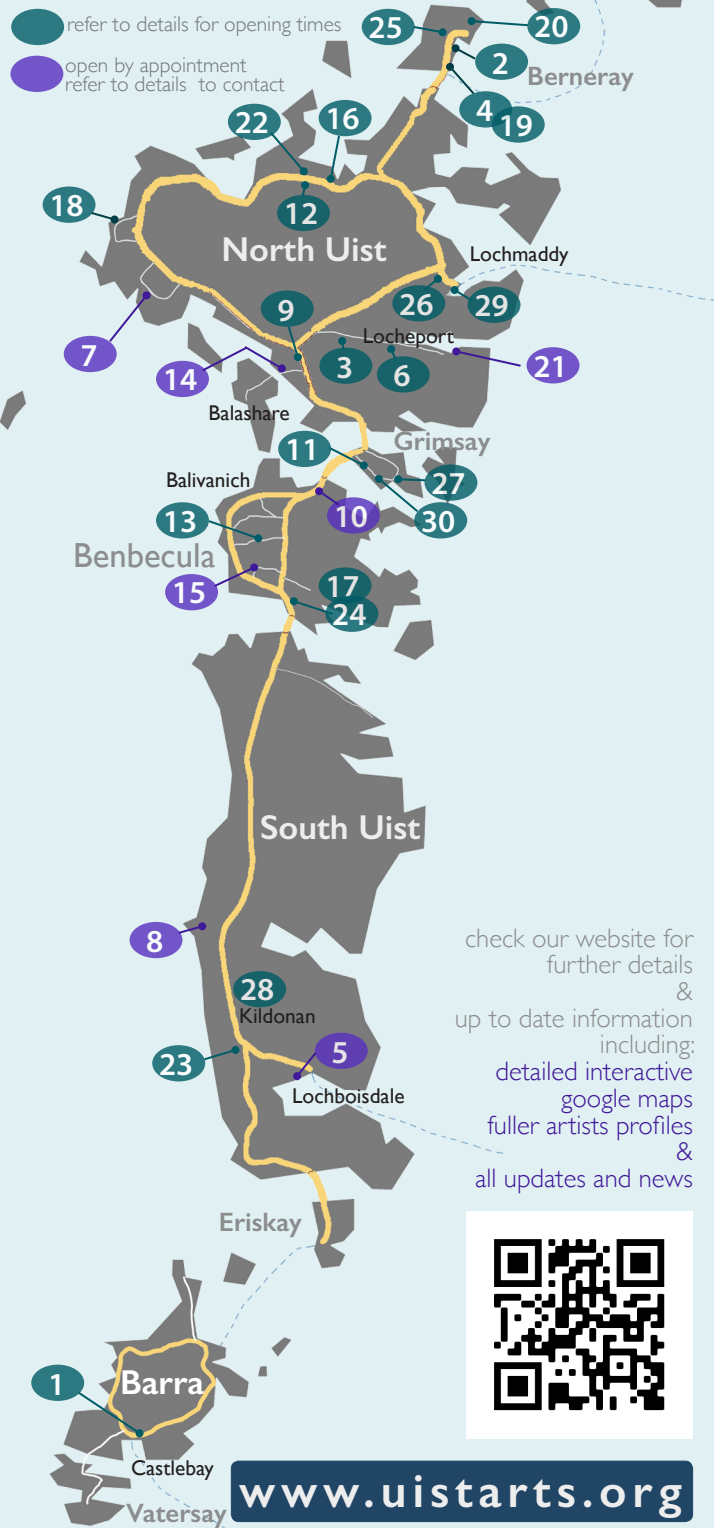 refer to details for opening times
open by appointment
refer to details to contact
25
20
2
Berneray
4
19
22
16
18
12
North Uist
Lochmaddy
26
29
9
Locheport
7
3
6
21
14
Balashare
11
Grimsay
Balivanich
27
10
30
13
Benbecula
15
17
24
South Uist
8
28
Kildonan
23
5
Lochboisdale
check our website for
further details
&
up to date information
including:
detailed interactive
google maps
fuller artists profiles
&
all updates and news
Eriskay
1
Barra
Castlebay
Vatersay
www.uistarts.org